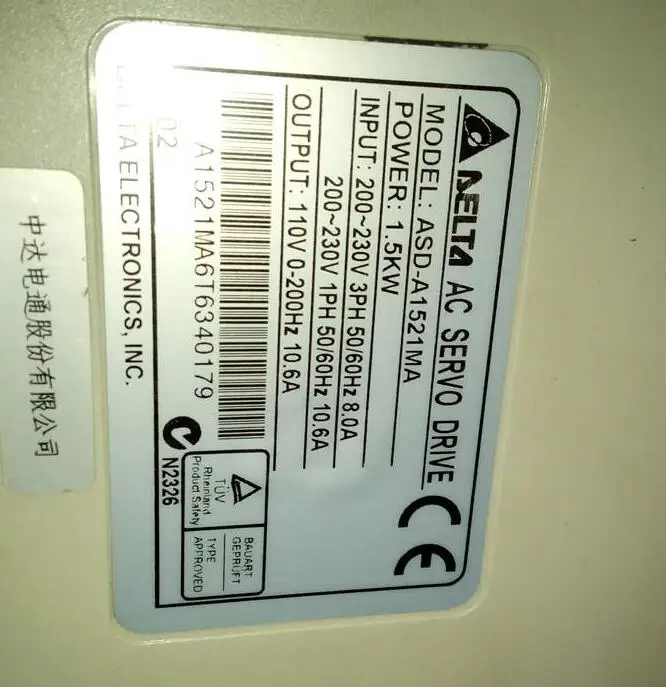 DELTA AC SERVO DRIVE
MODEL: ASD-A1521MA
POWER: 1.5KW
INPUT: 200~230V 3PH 50/60Hz 8.0A
200~230V 1PH 50/60Hz 10.6A
OUTPUT: 110V 0-200Hz 10.6A
A1521MA6T6340179
02
DELTA ELECTRONICS, INC.
CE
N2326
TÜV
Rheinland
Product Safety
BAUART
GEPRÜFT
TYPE
APPROVED
中达电通股份有限公司